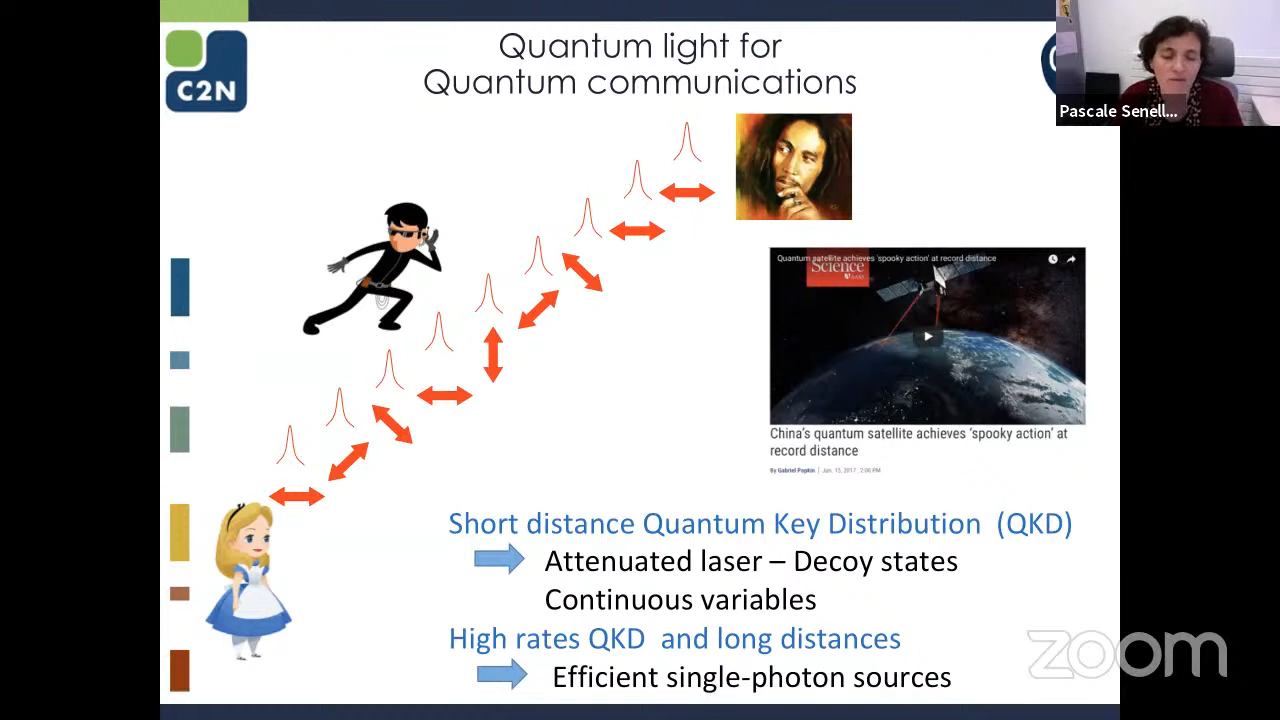 Quantum light for
Quantum communications
C2N
Pascale Senell...
Quantum satellite achieves 'spooky action' at record distance
Science
China's quantum satellite achieves 'spooky action' at
record distance
By Gabriel Popkin | Jun. 15, 2017 , 2:00 PM
Short distance Quantum Key Distribution (QKD)
Attenuated laser – Decoy states
Continuous variables
High rates QKD and long distances
Efficient single-photon sources
zoom